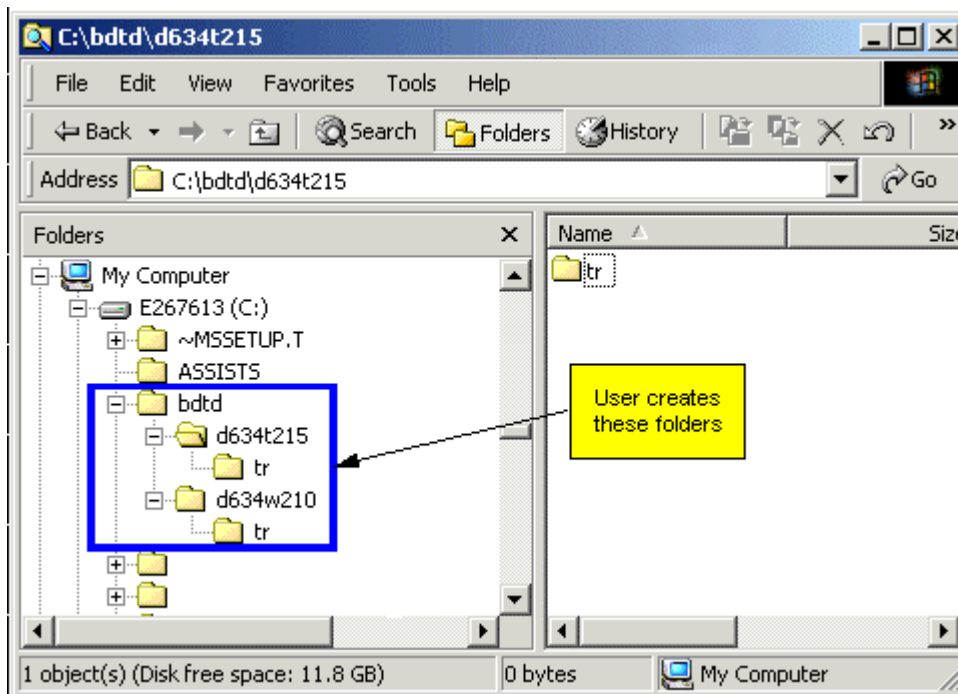 C:\bdtd\d634t215
File Edit View Favorites Tools Help
Back Search Folders History »
Address C:\bdtd\d634t215 Go
Folders
My Computer
E267613 (C:)
~MSSETUP.T
ASSISTS
bdtd
d634t215
tr
d634w210
tr
Name Size
tr
User creates
these folders
1 object(s) (Disk free space: 11.8 GB) 0 bytes My Computer